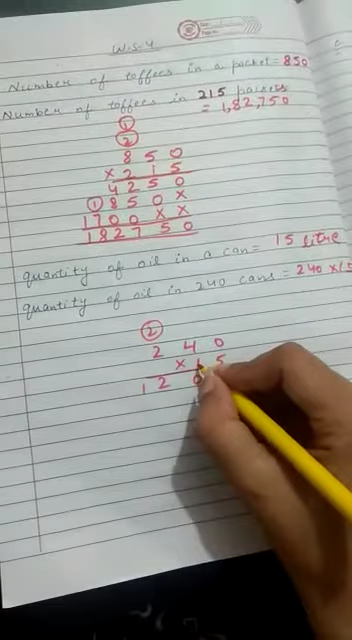 W.S.4
Number of toffees in a packet = 850
Number of toffees in 215 packets
= 1,82,750
1
2
8 5 0
× 2 1 5
4 2 5 0
1 8 5 0 ×
1 7 0 0 × ×
1 8 2 7 5 0
quantity of oil in a can = 15 litre
quantity of oil in 240 cans = 240 × 15
2
2 4 0
× 1 5
1 2 0